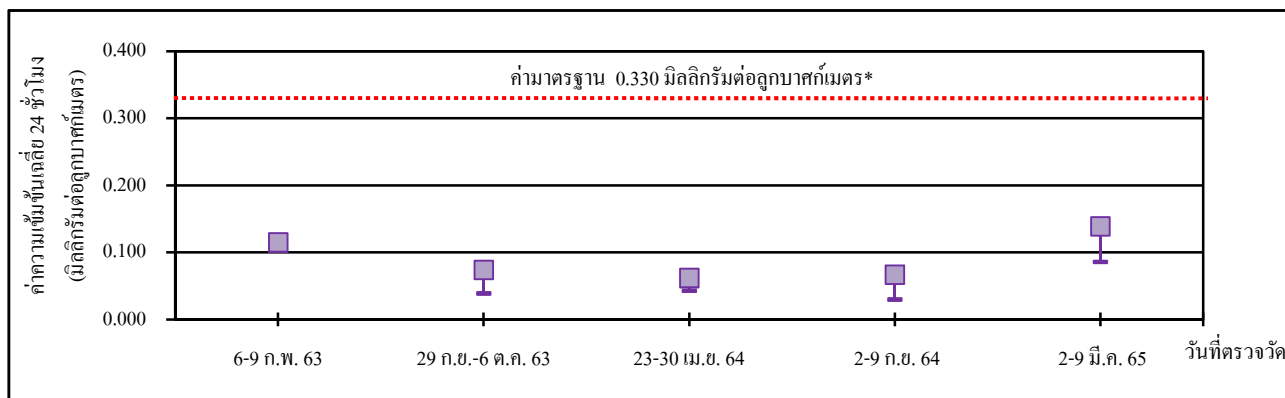 ค่าความเข้มข้นเฉลี่ย 24 ชั่วโมง
(มิลลิกรัมต่อลูกบาศก์เมตร)
0.400
0.300
0.200
0.100
0.000
ค่ามาตรฐาน 0.330 มิลลิกรัมต่อลูกบาศก์เมตร*
6-9 ก.พ. 63
29 ก.ย.-6 ต.ค. 63
23-30 เม.ย. 64
2-9 ก.ย. 64
2-9 มี.ค. 65
วันที่ตรวจวัด